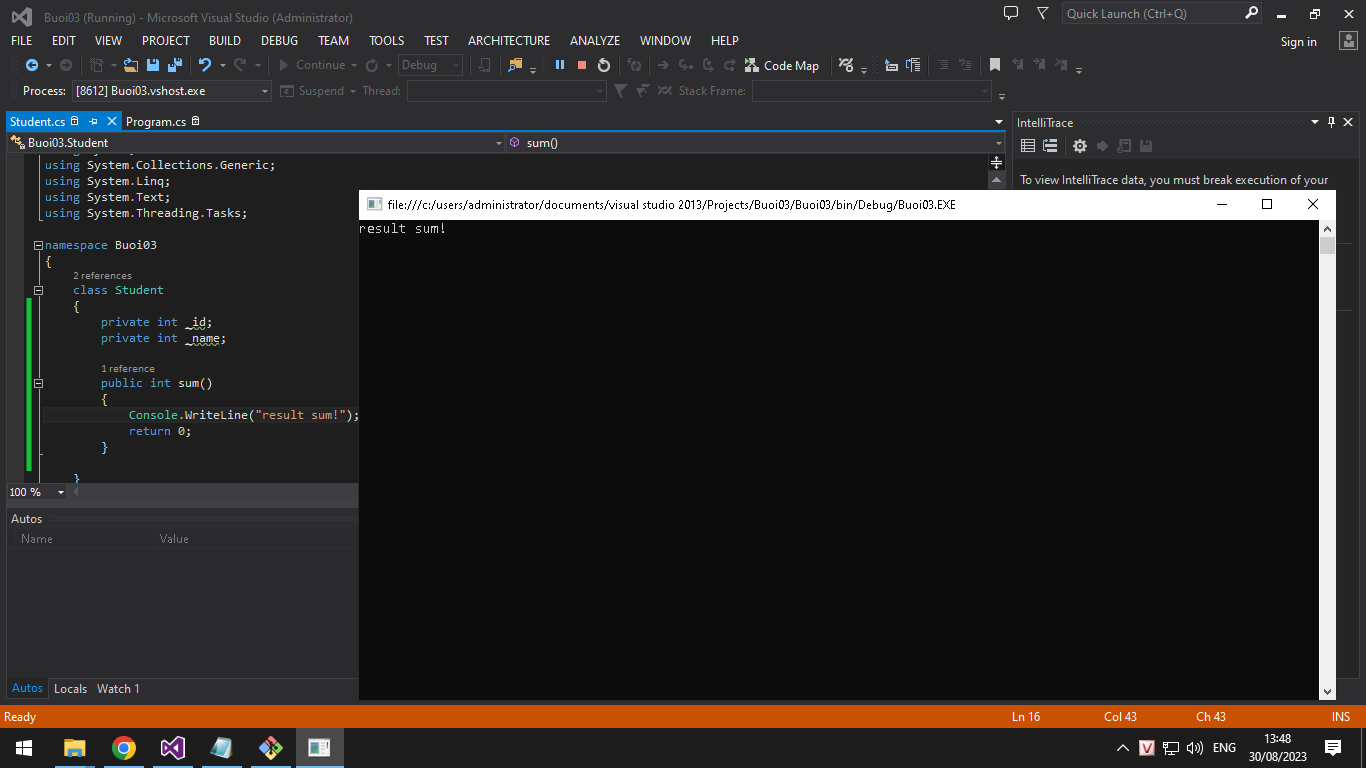 Buoi03 (Running) - Microsoft Visual Studio (Administrator)
Quick Launch (Ctrl+Q)
FILE EDIT VIEW PROJECT BUILD DEBUG TEAM TOOLS TEST ARCHITECTURE ANALYZE WINDOW HELP
Sign in
Continue Debug Code Map
Process: [8612] Buoi03.vshost.exe Suspend Thread: Stack Frame:
Student.cs Program.cs
IntelliTrace
Buoi03.Student sum()
using System.Collections.Generic;
using System.Linq;
using System.Text;
using System.Threading.Tasks;
To view IntelliTrace data, you must break execution of your
file:///c:/users/administrator/documents/visual studio 2013/Projects/Buoi03/Buoi03/bin/Debug/Buoi03.EXE
result sum!
namespace Buoi03
{
2 references
class Student
{
private int _id;
private int _name;
1 reference
public int sum()
{
Console.WriteLine("result sum!");
return 0;
}
}
100 %
Autos
Name Value
Autos Locals Watch 1
Ready Ln 16 Col 43 Ch 43 INS
V ENG 13:48
30/08/2023